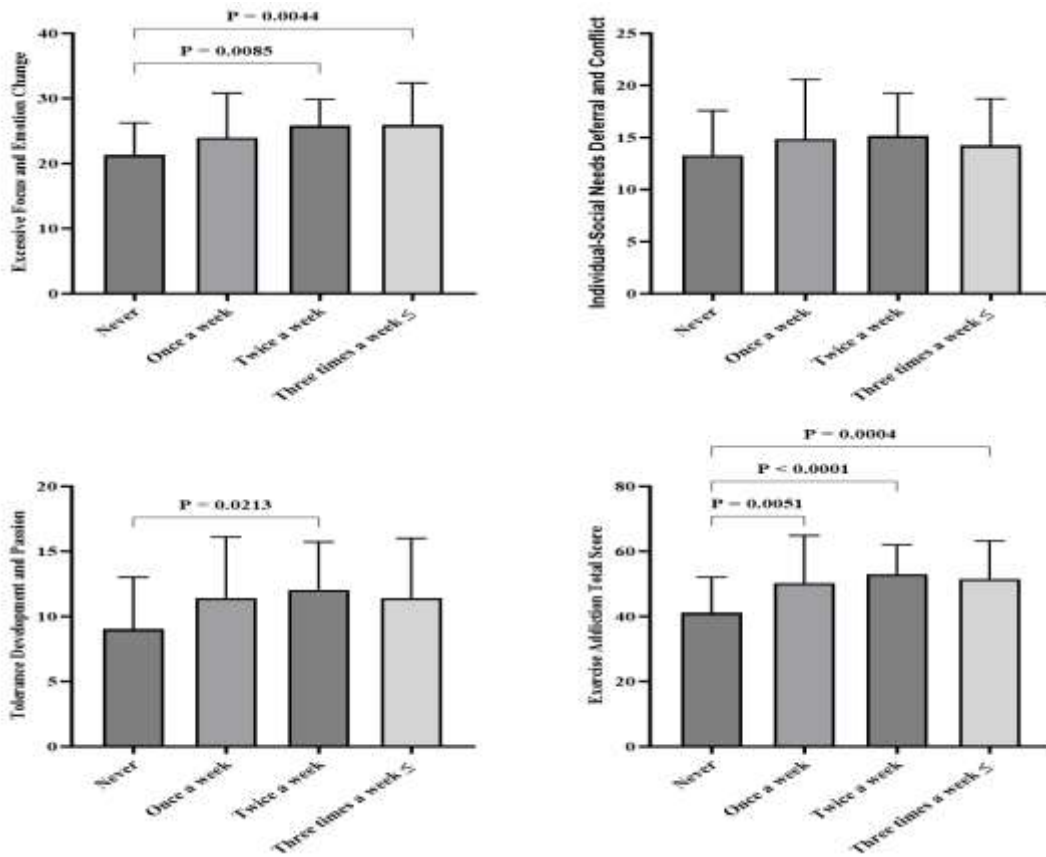 P = 0.0044
P = 0.0085
40
30
20
10
0
Excessive Focus and Emotion Change
Never
Once a week
Twice a week
Three times a week ≤
25
20
15
10
5
0
Individual-Social Needs Deferral and Conflict
Never
Once a week
Twice a week
Three times a week ≤
P = 0.0213
20
15
10
5
0
Tolerance Development and Passion
Never
Once a week
Twice a week
Three times a week ≤
P = 0.0004
P < 0.0001
P = 0.0051
80
60
40
20
0
Exercise Addiction Total Score
Never
Once a week
Twice a week
Three times a week ≤